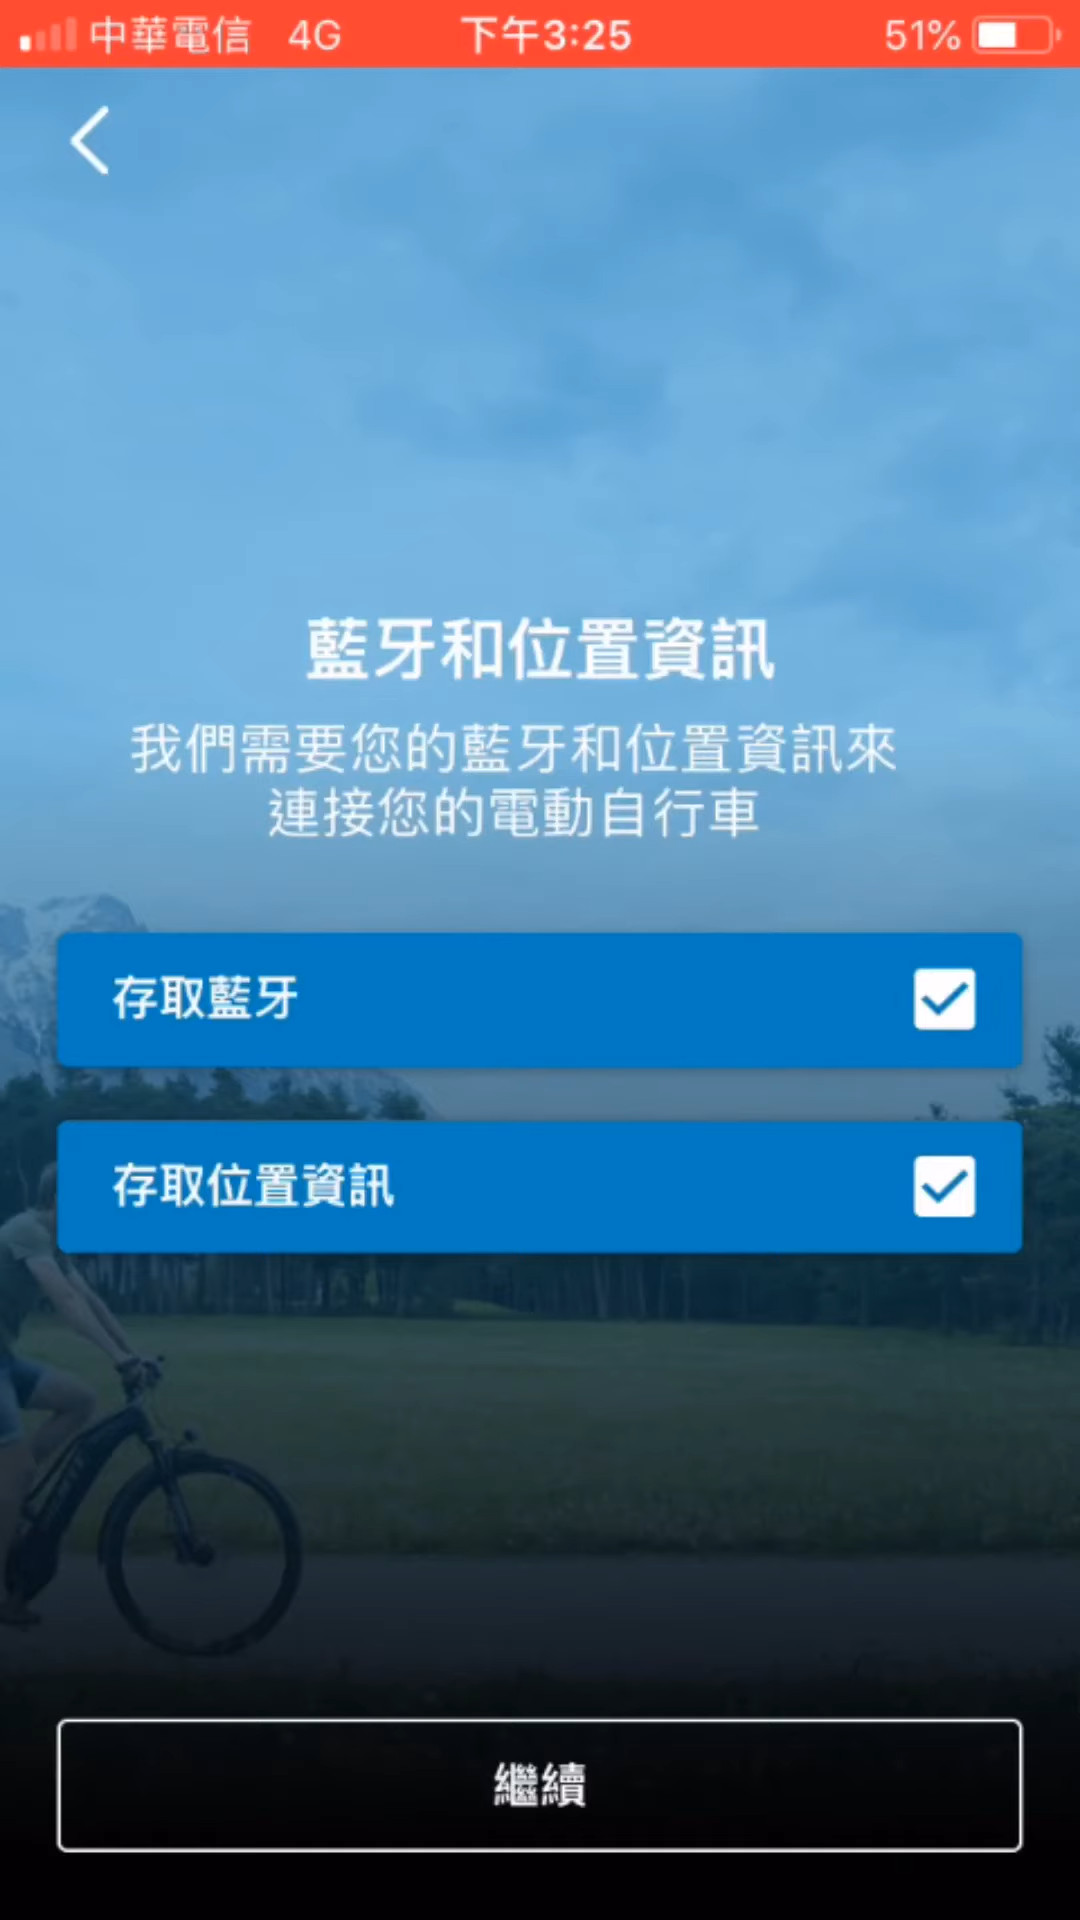 中華電信 4G 下午3:25 51%
藍牙和位置資訊
我們需要您的藍牙和位置資訊來
連接您的電動自行車
存取藍牙
存取位置資訊
繼續